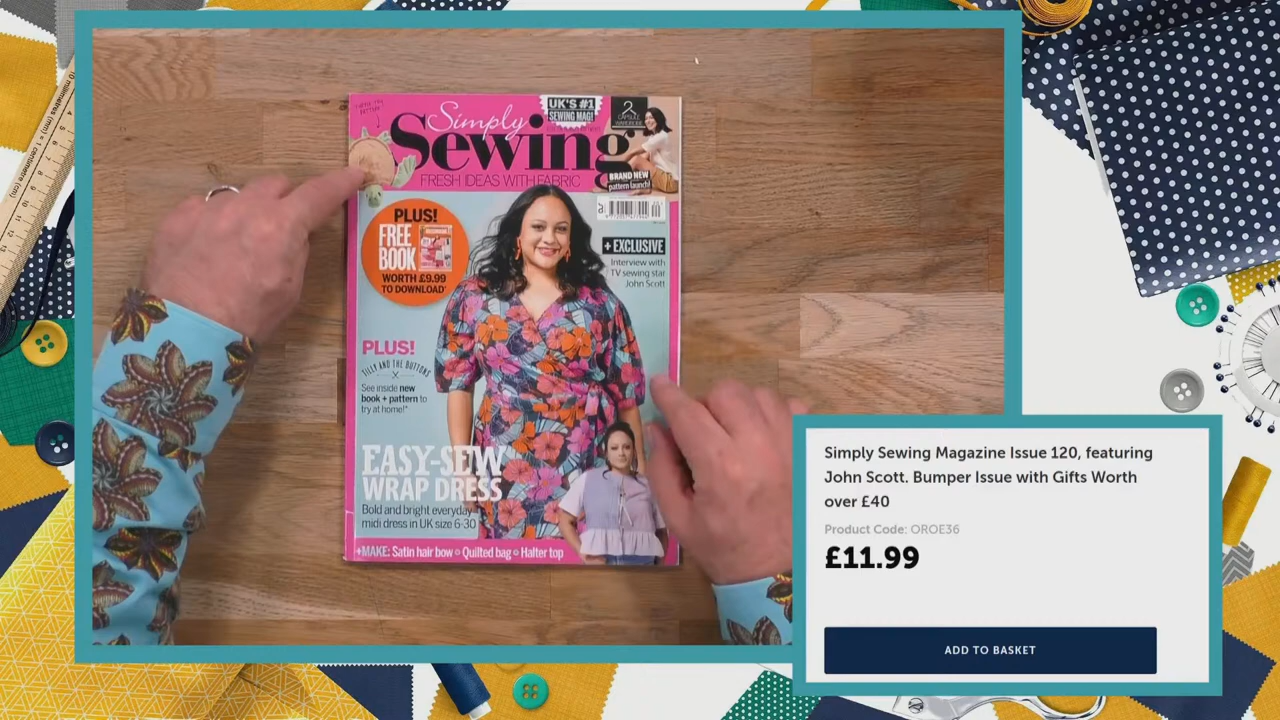 Simply
Sewing
FRESH IDEAS WITH FABRIC
UK'S #1
SEWING MAG!
CAPSULE
WARDROBE
BRAND NEW
pattern launch!
PLUS!
FREE
BOOK
WORTH £9.99
TO DOWNLOAD*
+ EXCLUSIVE
Interview with
TV sewing star
John Scott
PLUS!
TILLY AND THE BUTTONS
See inside new
book + pattern to
try at home!*
EASY-SEW
WRAP DRESS
Bold and bright everyday
midi dress in UK size 6-30
+MAKE: Satin hair bow Quilted bag Halter top
Simply Sewing Magazine Issue 120, featuring
John Scott. Bumper Issue with Gifts Worth
over £40
Product Code: OROE36
£11.99
ADD TO BASKET